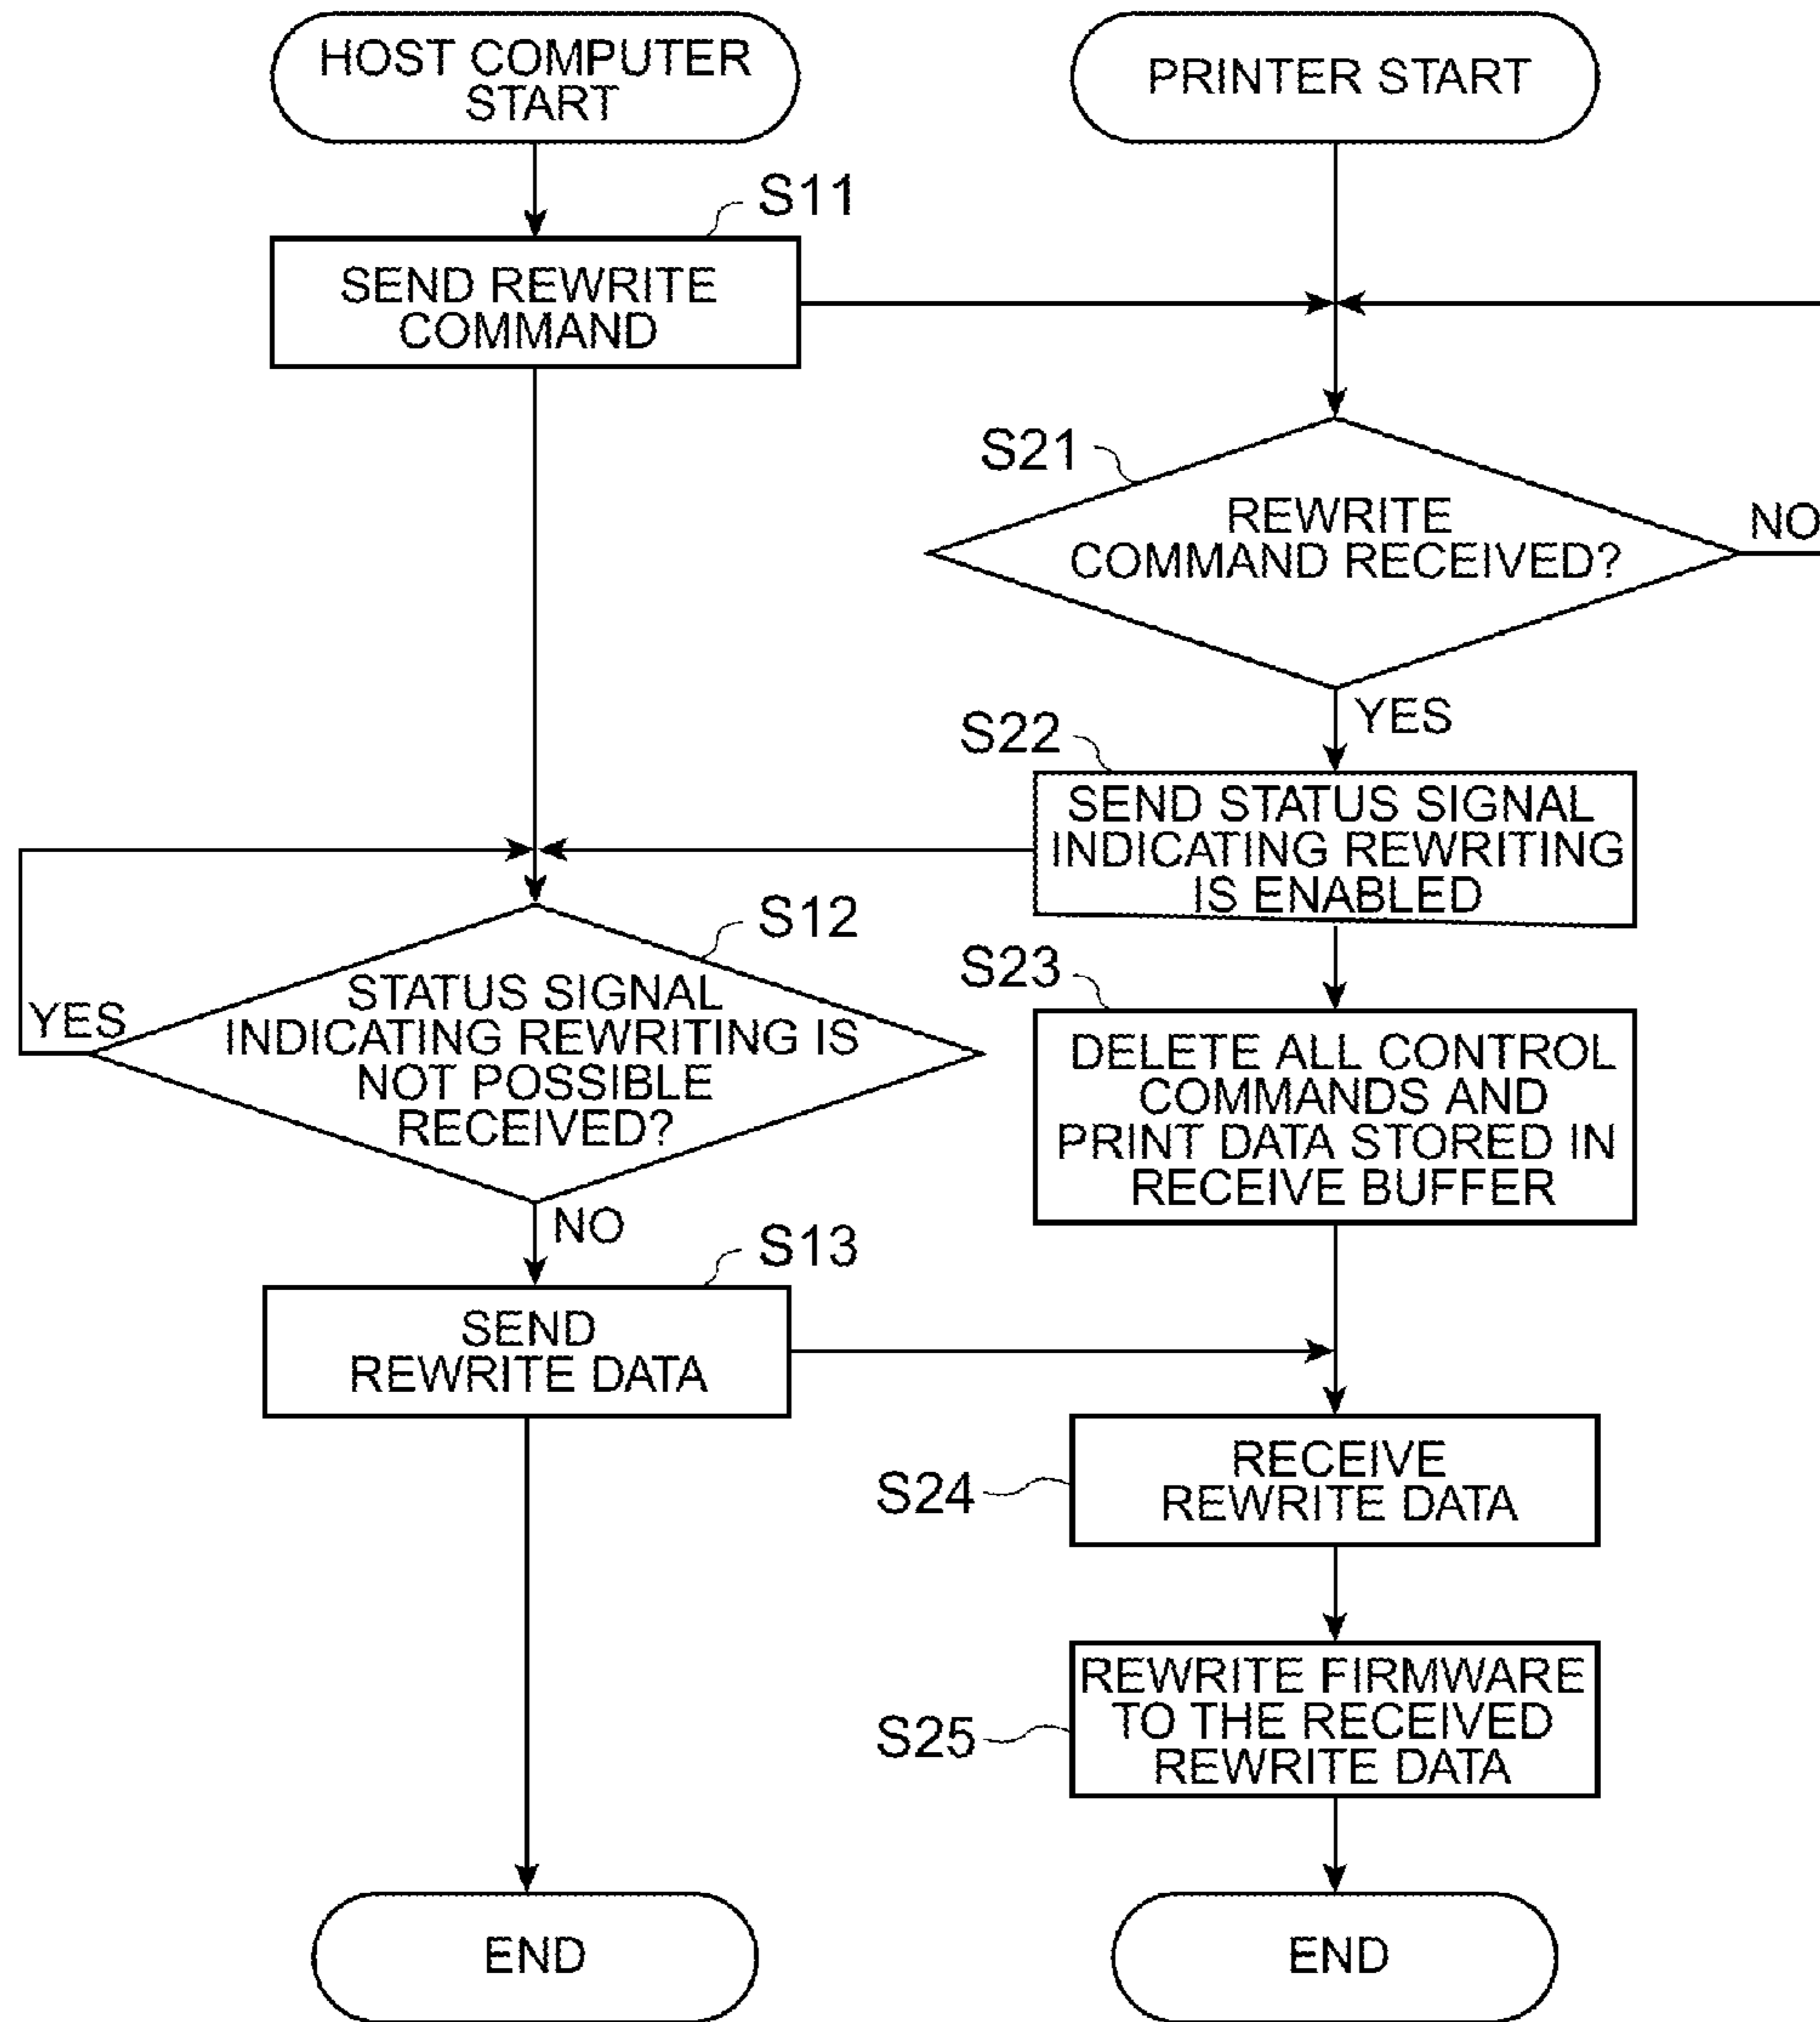 HOST COMPUTER
START
PRINTER START
S11
SEND REWRITE
COMMAND
S21
REWRITE
COMMAND RECEIVED?
NO
YES
S22
SEND STATUS SIGNAL
INDICATING REWRITING
IS ENABLED
S12
STATUS SIGNAL
INDICATING REWRITING IS
NOT POSSIBLE
RECEIVED?
YES
NO
S23
DELETE ALL CONTROL
COMMANDS AND
PRINT DATA STORED IN
RECEIVE BUFFER
S13
SEND
REWRITE DATA
S24
RECEIVE
REWRITE DATA
S25
REWRITE FIRMWARE
TO THE RECEIVED
REWRITE DATA
END
END